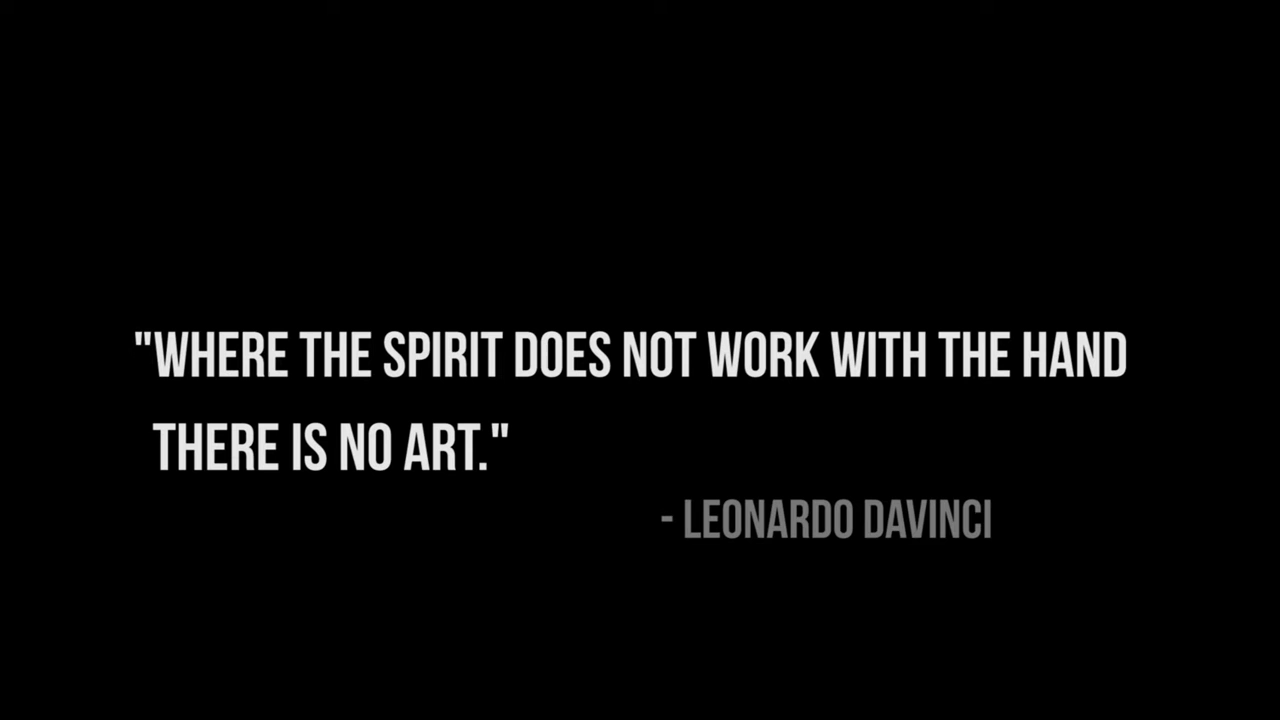 "WHERE THE SPIRIT DOES NOT WORK WITH THE HAND
THERE IS NO ART."
- LEONARDO DAVINCI